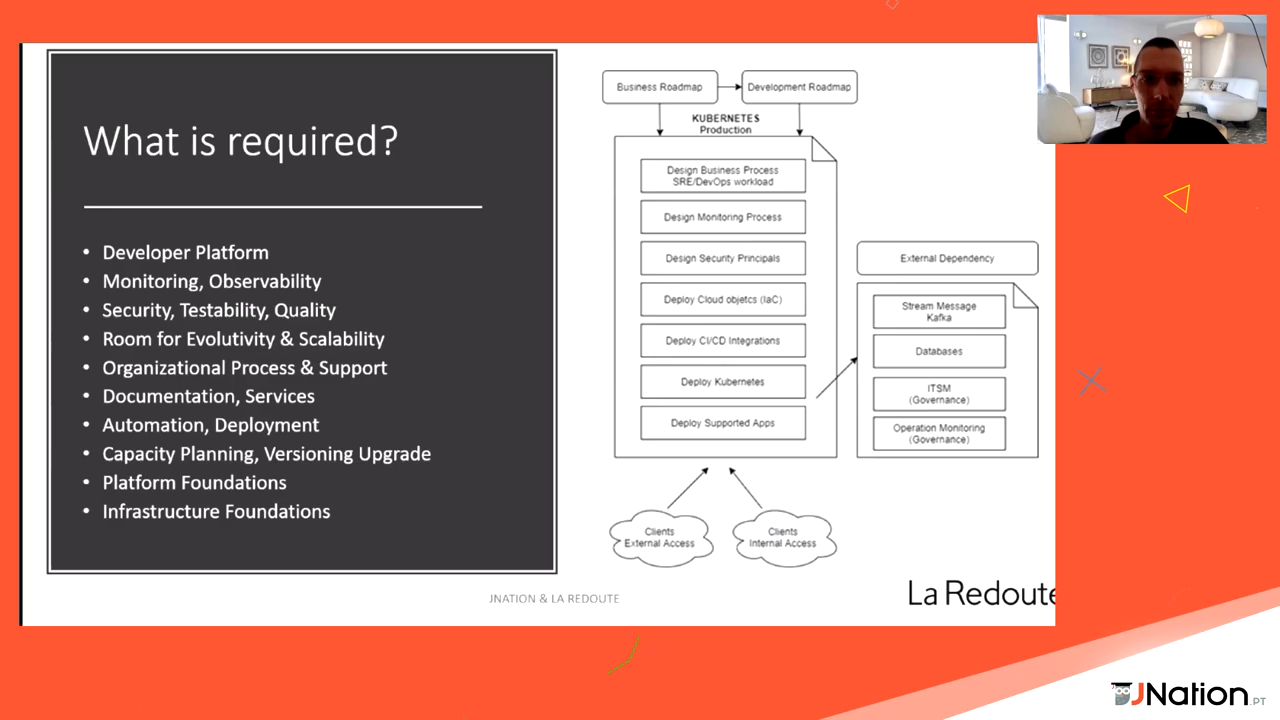 What is required?
• Developer Platform
• Monitoring, Observability
• Security, Testability, Quality
• Room for Evolutivity & Scalability
• Organizational Process & Support
• Documentation, Services
• Automation, Deployment
• Capacity Planning, Versioning Upgrade
• Platform Foundations
• Infrastructure Foundations
Business Roadmap
Development Roadmap
KUBERNETES
Production
Design Business Process
SRE/DevOps workload
Design Monitoring Process
Design Security Principals
Deploy Cloud objetcs (IaC)
Deploy CI/CD Integrations
Deploy Kubernetes
Deploy Supported Apps
External Dependency
Stream Message
Kafka
Databases
ITSM
(Governance)
Operation Monitoring
(Governance)
Clients
External Access
Clients
Internal Access
JNATION & LA REDOUTE
La Redoute
JNation.PT